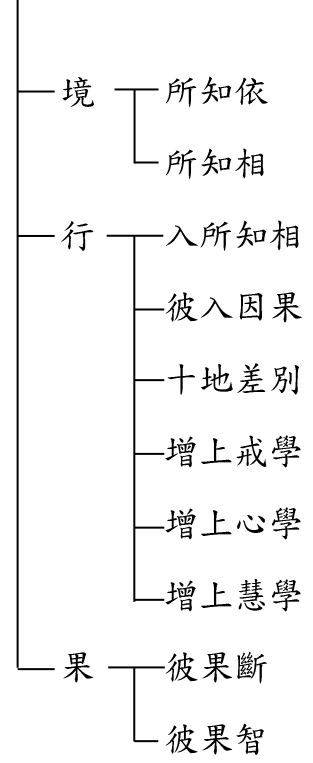 境 所知依
所知相
行 入所知相
彼入因果
十地差別
增上戒學
增上心學
增上慧學
果 彼果斷
彼果智